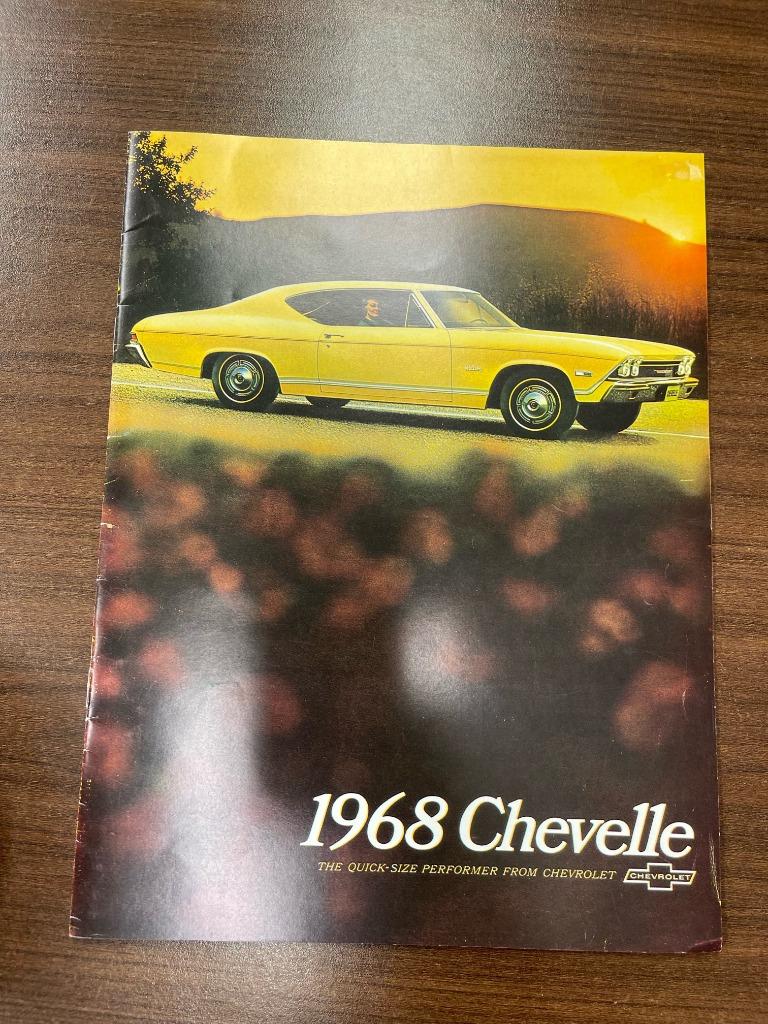 1968 Chevelle
THE QUICK-SIZE PERFORMER FROM CHEVROLET
CHEVROLET